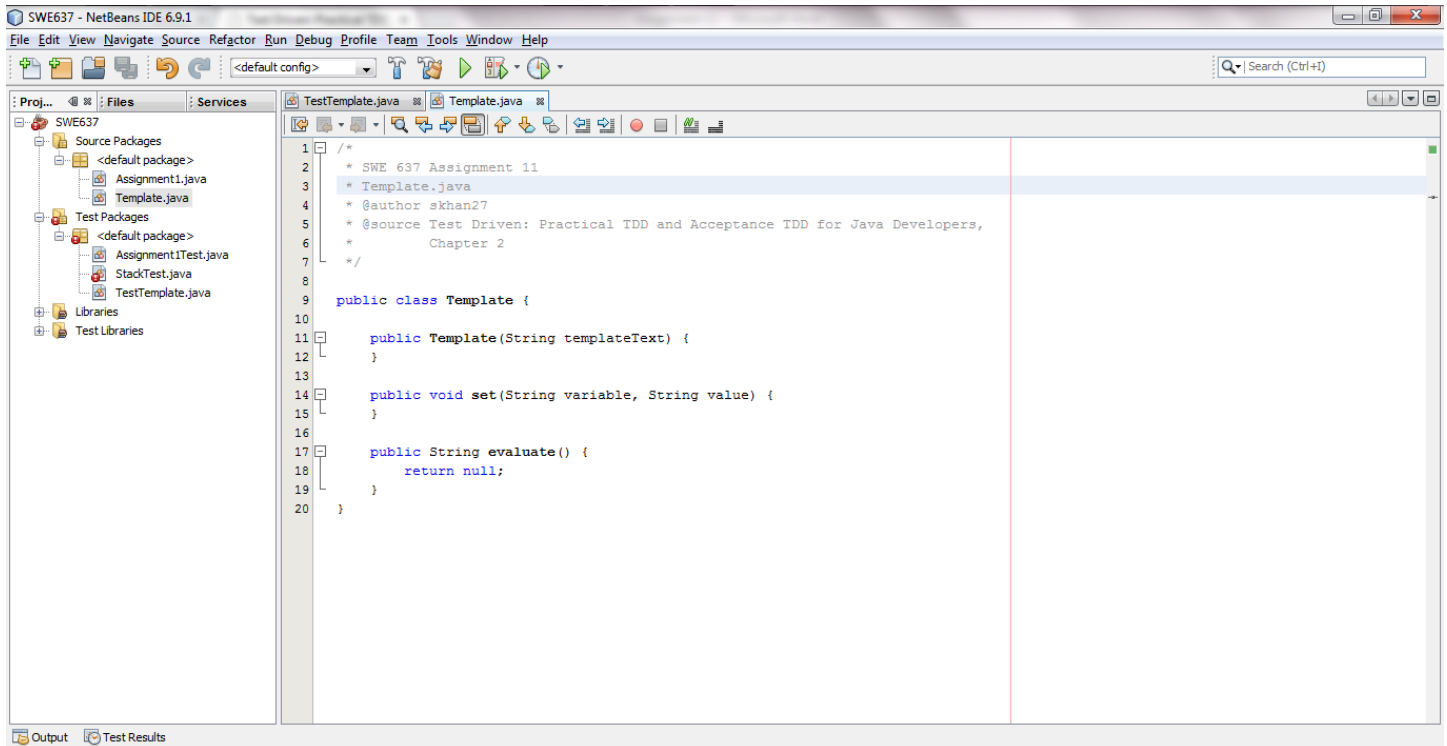 SWE637 - NetBeans IDE 6.9.1
File Edit View Navigate Source Refactor Run Debug Profile Team Tools Window Help
<default config>
Search (Ctrl+I)
Proj... Files Services
TestTemplate.java Template.java
SWE637
Source Packages
<default package>
Assignment1.java
Template.java
Test Packages
<default package>
Assignment1Test.java
StackTest.java
TestTemplate.java
Libraries
Test Libraries
1 /*
2 * SWE 637 Assignment 11
3 * Template.java
4 * @author skhan27
5 * @source Test Driven: Practical TDD and Acceptance TDD for Java Developers,
6 * Chapter 2
7 */
8
9 public class Template {
10
11 public Template(String templateText) {
12 }
13
14 public void set(String variable, String value) {
15 }
16
17 public String evaluate() {
18 return null;
19 }
20 }
Output Test Results